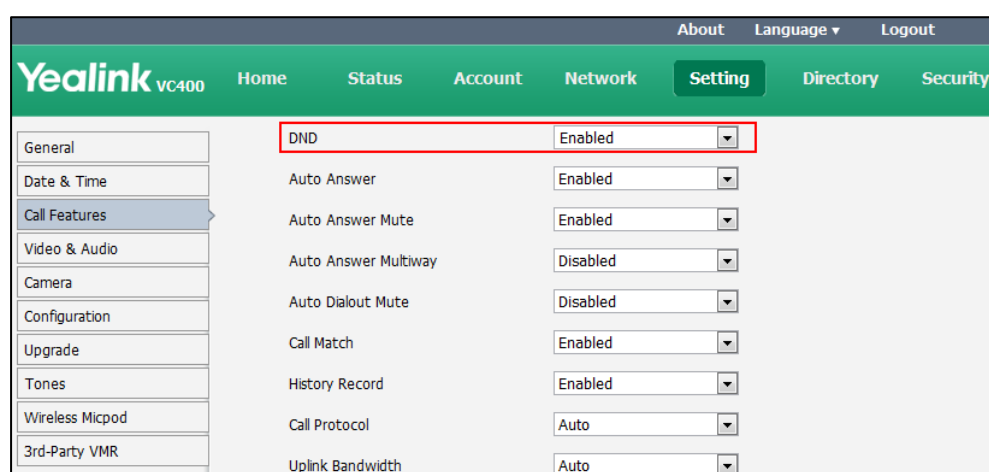 About Language ▾ Logout
Yealink VC400 Home Status Account Network Setting Directory Security
General
Date & Time
Call Features
Video & Audio
Camera
Configuration
Upgrade
Tones
Wireless Micpod
3rd-Party VMR
DND Enabled
Auto Answer Enabled
Auto Answer Mute Enabled
Auto Answer Multiway Disabled
Auto Dialout Mute Disabled
Call Match Enabled
History Record Enabled
Call Protocol Auto
Uplink Bandwidth Auto